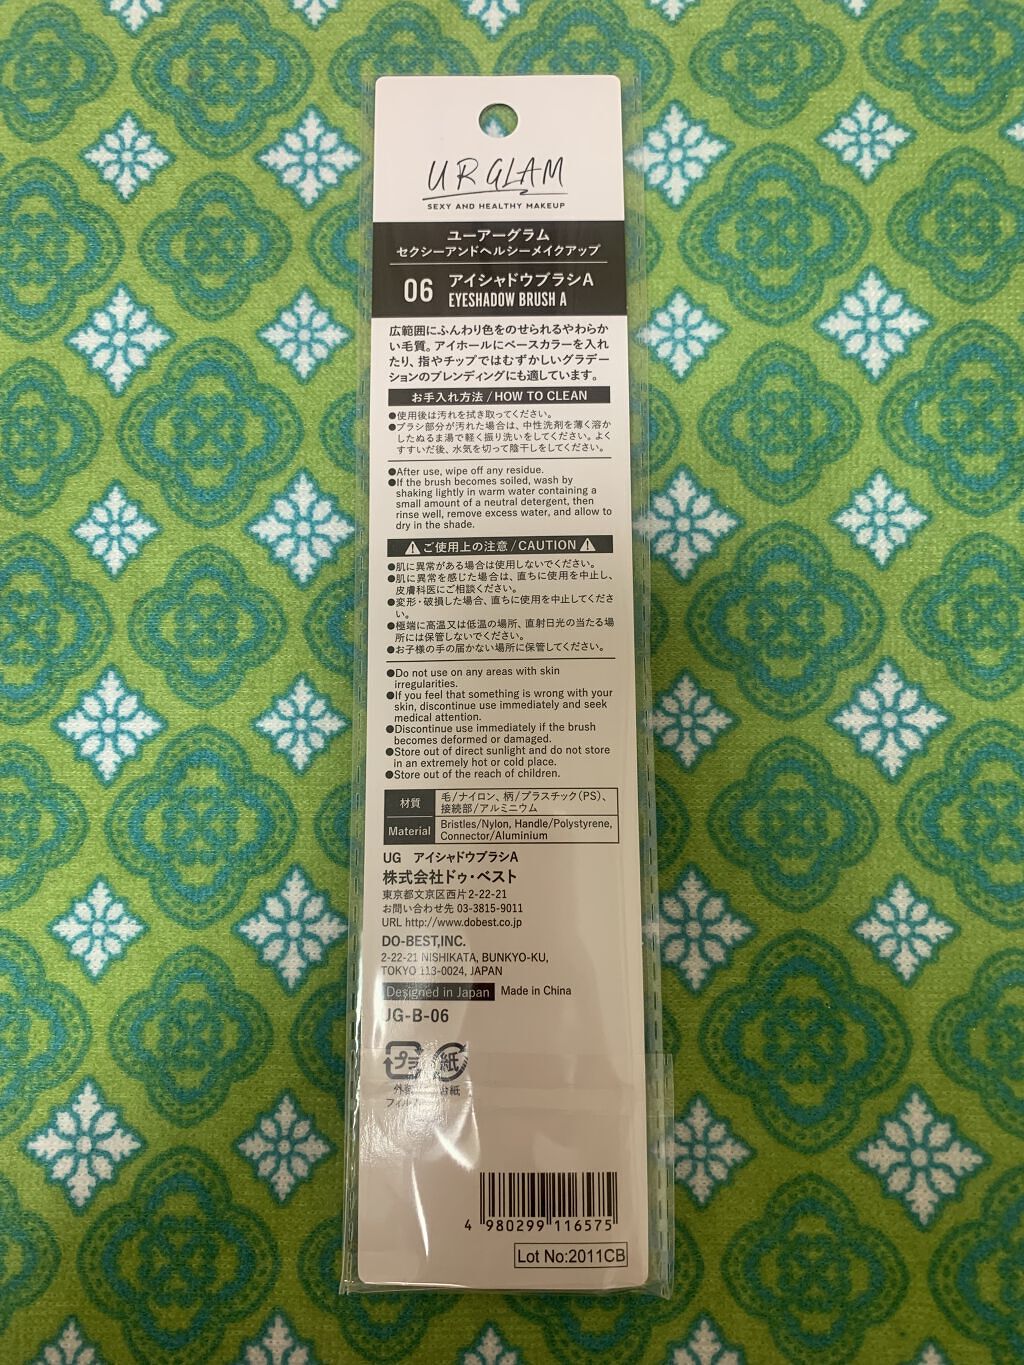 UR GLAM
SEXY AND HEALTHY MAKEUP
ユーアーグラム
セクシーアンドヘルシーメイクアップ
06 アイシャドウブラシA
EYESHADOW BRUSH A
広範囲にふんわり色をのせられるやわらか
い毛質。アイホールにベースカラーを入れ
たり、指やチップではむずかしいグラデー
ションのブレンディングにも適しています。
お手入れ方法/HOW TO CLEAN
●使用後は汚れを拭き取ってください。
●ブラシ部分が汚れた場合は、中性洗剤を薄く溶か
したぬるま湯で軽く振り洗いをしてください。よく
すすいだ後、水気を切って陰干しをしてください。
●After use, wipe off any residue.
●If the brush becomes soiled, wash by
shaking lightly in warm water containing a
small amount of a neutral detergent, then
rinse well, remove excess water, and allow to
dry in the shade.
⚠ご使用上の注意/CAUTION⚠
●肌に異常がある場合は使用しないでください。
●肌に異常を感じた場合は、直ちに使用を中止し、
皮膚科医にご相談ください。
●変形・破損した場合、直ちに使用を中止してくださ
い。
●極端に高温又は低温の場所、直射日光の当たる場
所には保管しないでください。
●お子様の手の届かない場所に保管してください。
●Do not use on any areas with skin
irregularities.
●If you feel that something is wrong with your
skin, discontinue use immediately and seek
medical attention.
●Discontinue use immediately if the brush
becomes deformed or damaged.
●Store out of direct sunlight and do not store
in an extremely hot or cold place.
●Store out of the reach of children.
材質 毛/ナイロン、柄/プラスチック(PS)、
接続部/アルミニウム
Material Bristles/Nylon, Handle/Polystyrene,
Connector/Aluminium
UG アイシャドウブラシA
株式会社ドゥ・ベスト
東京都文京区西片2-22-21
お問い合わせ先 03-3815-9011
URL http://www.dobest.co.jp
DO-BEST,INC.
2-22-21 NISHIKATA, BUNKYO-KU,
TOKYO 113-0024, JAPAN
Designed in Japan Made in China
UG-B-06
プラ 紙
台紙
4 980299 116575
Lot No:2011CB